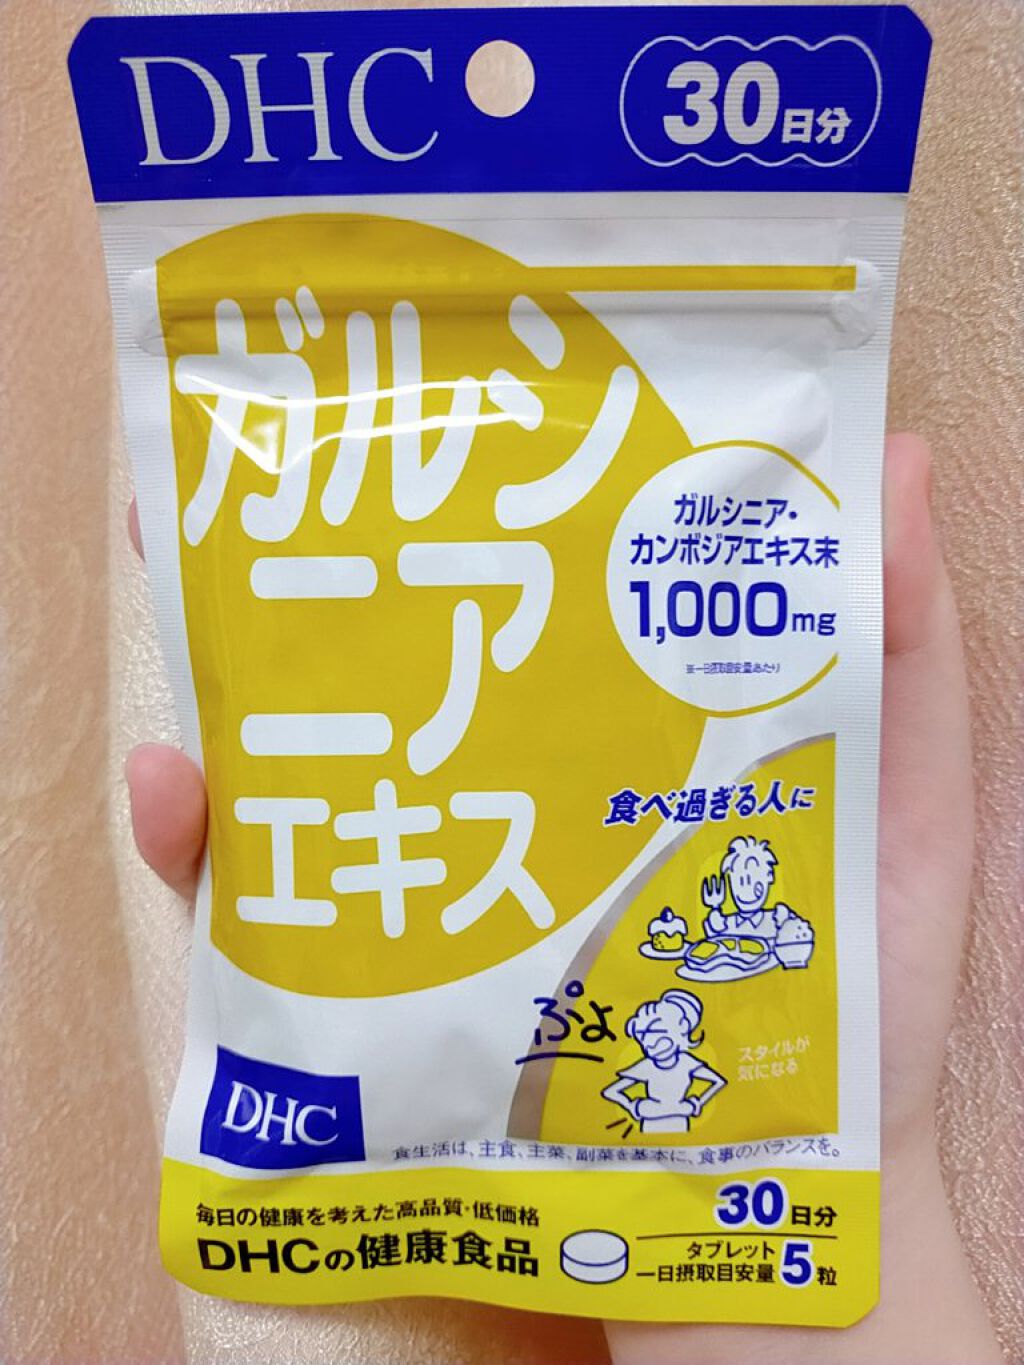 DHC
30日分
ガルシ
ニア
エキス
ガルシニア・
カンボジアエキス末
1,000mg
※一日摂取目安量あたり
食べ過ぎる人に
ぷよ
スタイルが
気になる
DHC
食生活は、主食、主菜、副菜を基本に、食事のバランスを。
毎日の健康を考えた高品質・低価格
DHCの健康食品
30日分
タブレット
一日摂取目安量 5粒